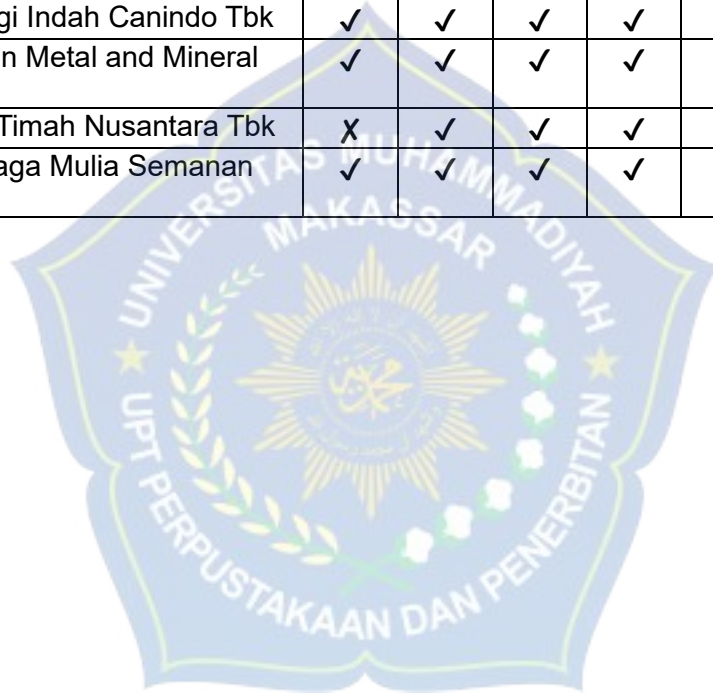 gi Indah Canindo Tbk ✓ ✓ ✓ ✓
n Metal and Mineral ✓ ✓ ✓ ✓
Timah Nusantara Tbk ✗ ✓ ✓ ✓
aga Mulia Semanan ✓ ✓ ✓ ✓
UNIVERSITAS MUHAMMADIYAH
MAKASSAR
UPT PERPUSTAKAAN DAN PENERBITAN